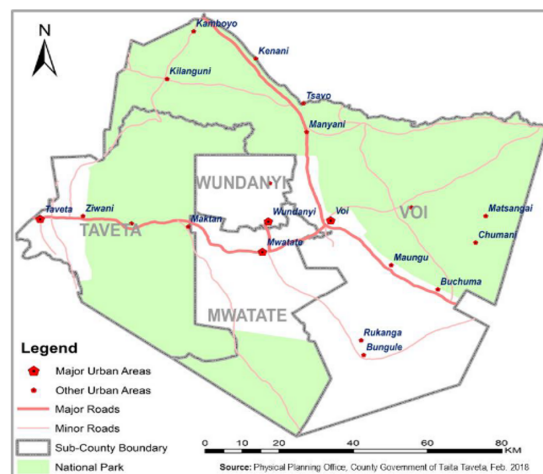 N
Kamboyo
Kenani
Kilanguni
Tsavo
Manyani
WUNDANYI
Taveta
Ziwani
Maktan
Wundanyi
Voi
VOI
Matsangai
TAVETA
Mwatate
Chumani
Maungu
Buchuma
MWATATE
Rukanga
Bungule
Legend
Major Urban Areas
Other Urban Areas
Major Roads
Minor Roads
Sub-County Boundary
National Park
0 10 20 40 60 80
KM
Source: Physical Planning Office, County Government of Taita Taveta, Feb. 2018